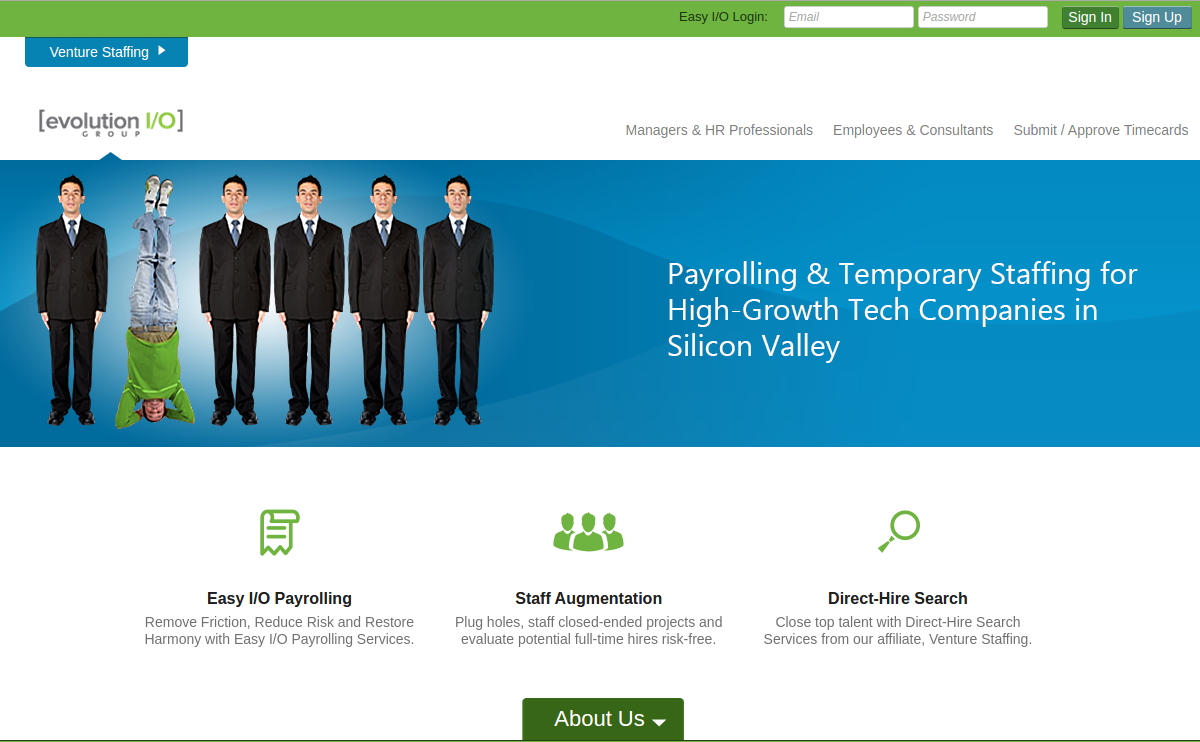 Easy I/O Login: Email Password Sign In Sign Up
Venture Staffing
[evolution I/O]
GROUP
Managers & HR Professionals Employees & Consultants Submit / Approve Timecards
Payrolling & Temporary Staffing for
High-Growth Tech Companies in
Silicon Valley
Easy I/O Payrolling
Remove Friction, Reduce Risk and Restore
Harmony with Easy I/O Payrolling Services.
Staff Augmentation
Plug holes, staff closed-ended projects and
evaluate potential full-time hires risk-free.
Direct-Hire Search
Close top talent with Direct-Hire Search
Services from our affiliate, Venture Staffing.
About Us